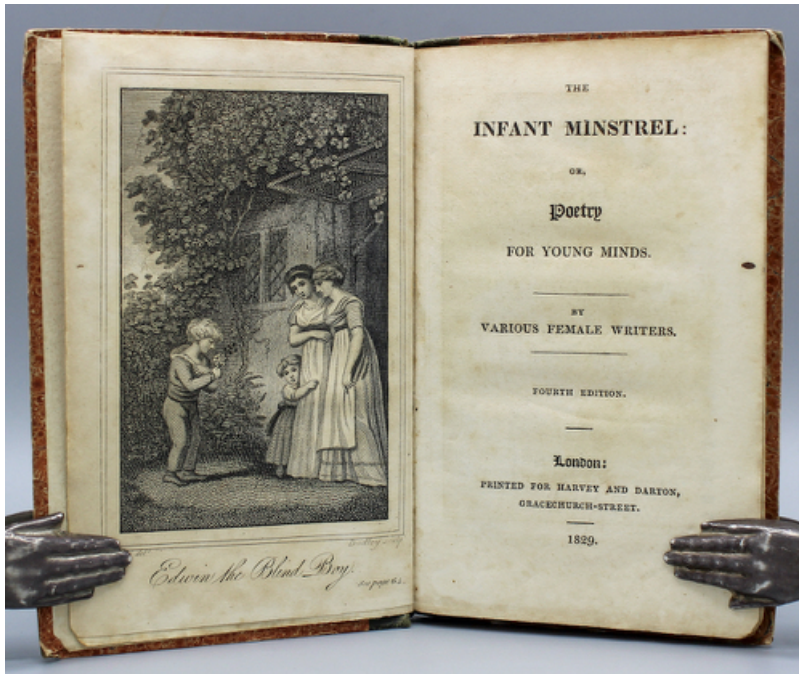 Edwin the Blind Boy.
see page 64.
THE
INFANT MINSTREL:
OR,
Poetry
FOR YOUNG MINDS.
BY
VARIOUS FEMALE WRITERS.
FOURTH EDITION.
London:
PRINTED FOR HARVEY AND DARTON,
GRACECHURCH-STREET.
1829.